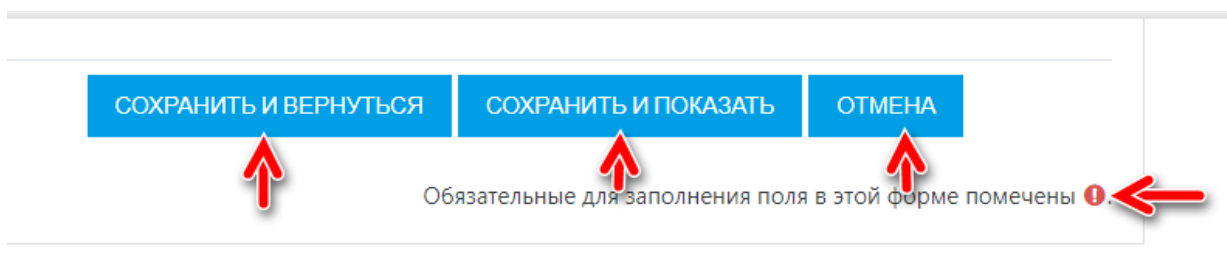 СОХРАНИТЬ И ВЕРНУТЬСЯ СОХРАНИТЬ И ПОКАЗАТЬ ОТМЕНА
Обязательные для заполнения поля в этой форме помечены !.